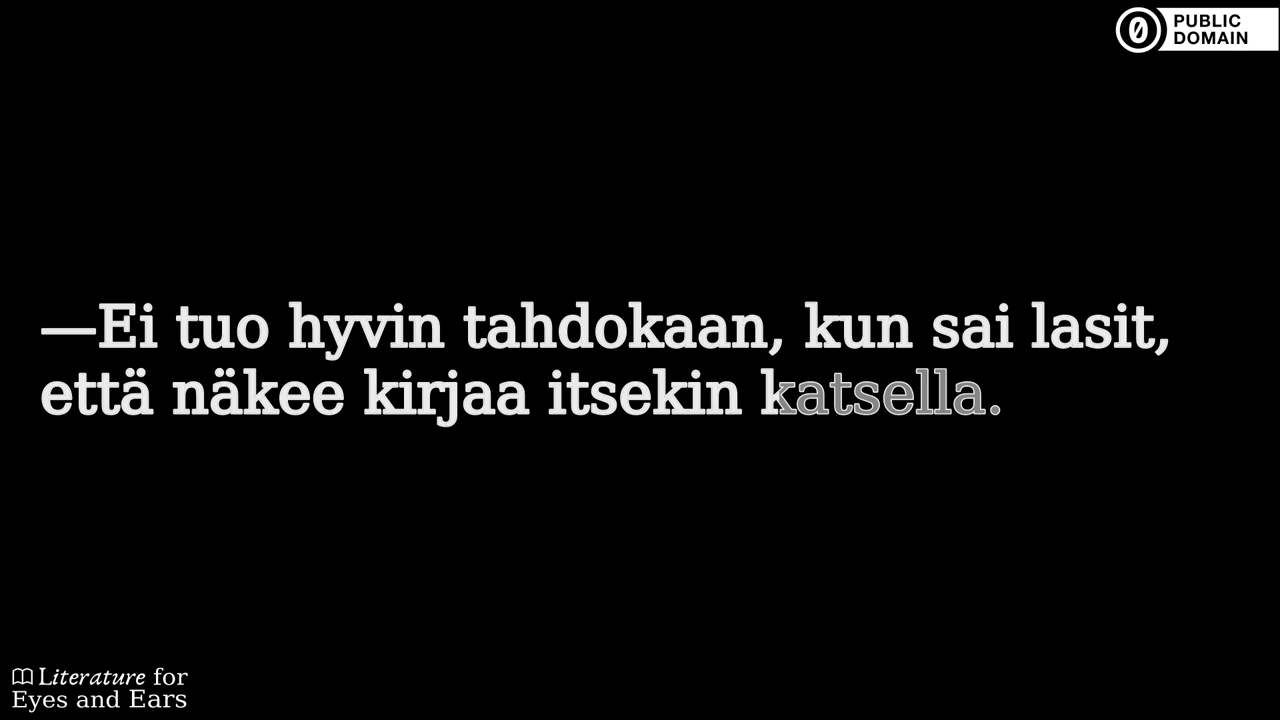 PUBLIC
DOMAIN
—Ei tuo hyvin tahdokaan, kun sai lasit,
että näkee kirjaa itsekin katsella.
Literature for
Eyes and Ears